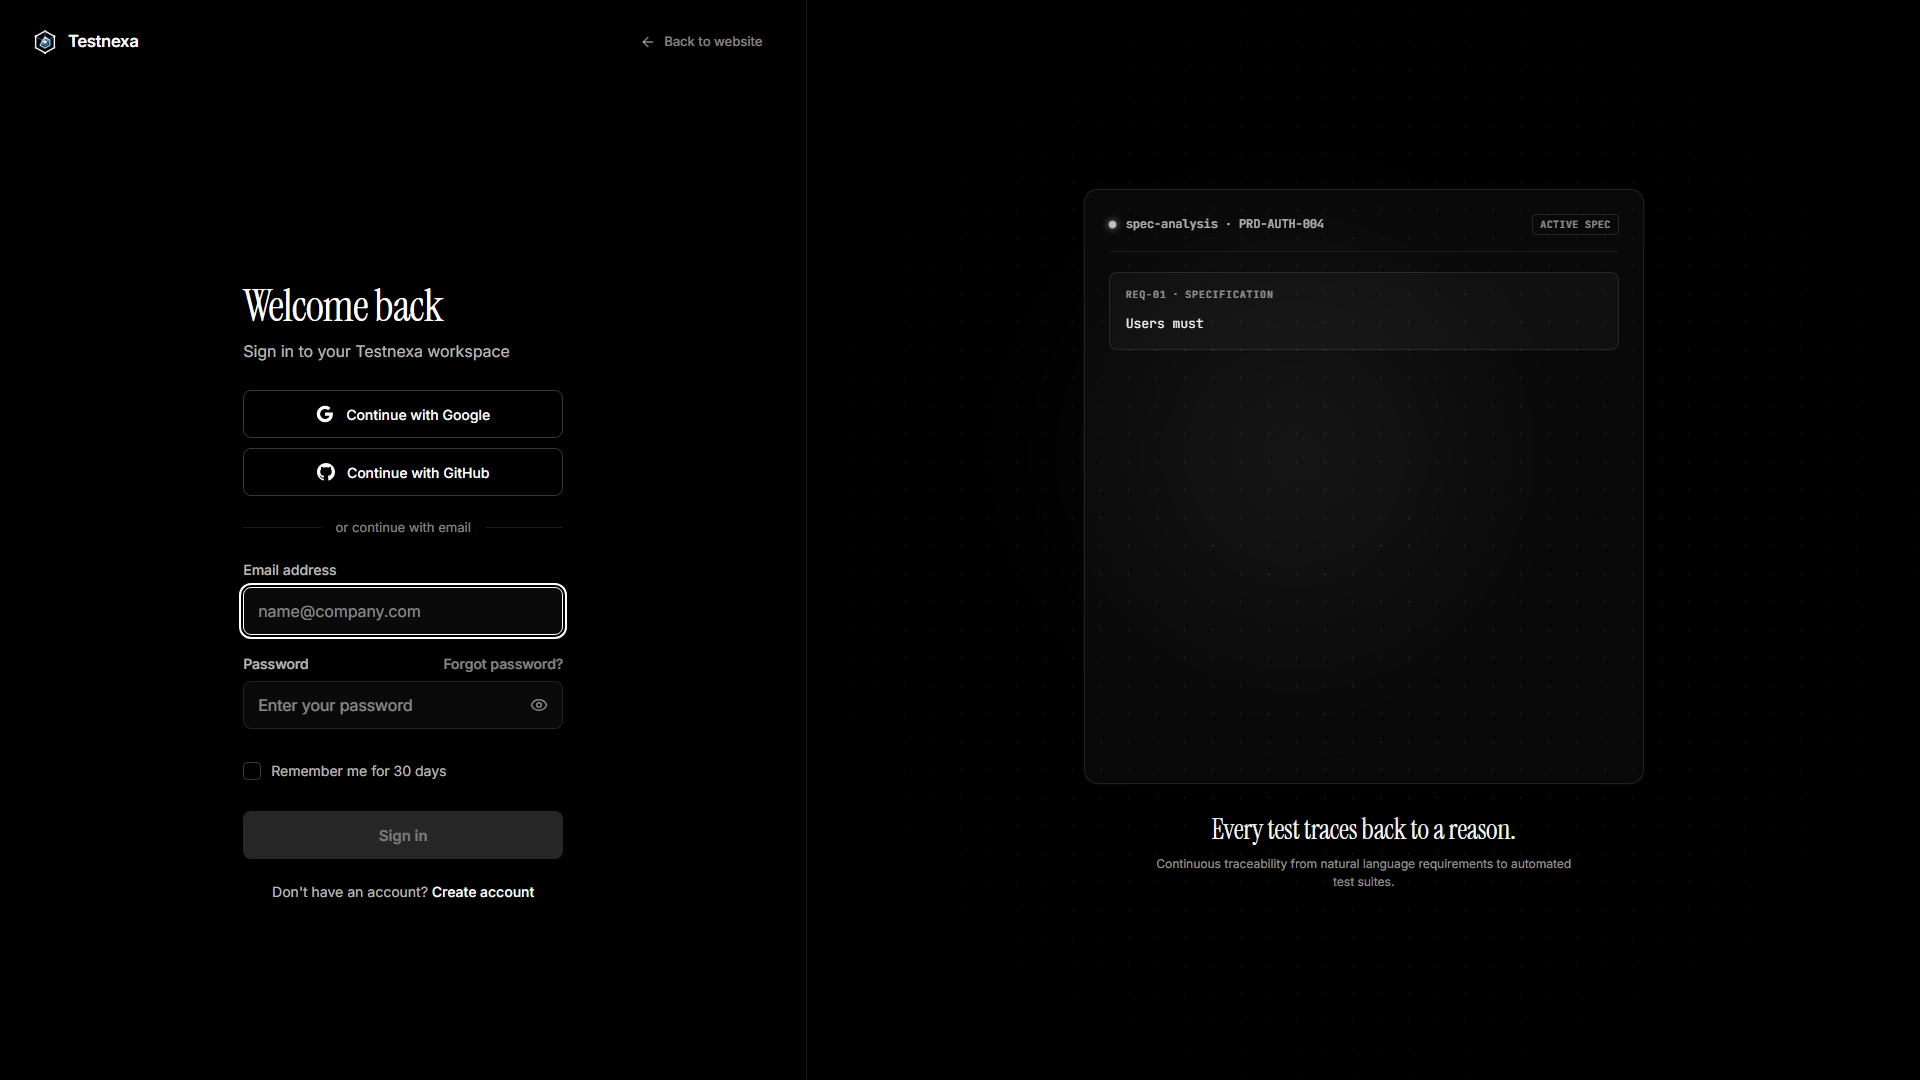 Testnexa
Back to website
Welcome back
Sign in to your Testnexa workspace
Continue with Google
Continue with GitHub
or continue with email
Email address
name@company.com
Password
Forgot password?
Enter your password
Remember me for 30 days
Sign in
Don't have an account? Create account
spec-analysis · PRD-AUTH-004
ACTIVE SPEC
REQ-01 · SPECIFICATION
Users must
Every test traces back to a reason.
Continuous traceability from natural language requirements to automated
test suites.